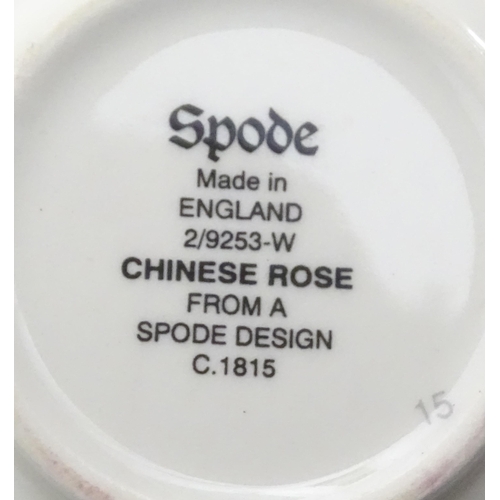 Spode
Made in
ENGLAND
2/9253-W
CHINESE ROSE
FROM A
SPODE DESIGN
C.1815
15